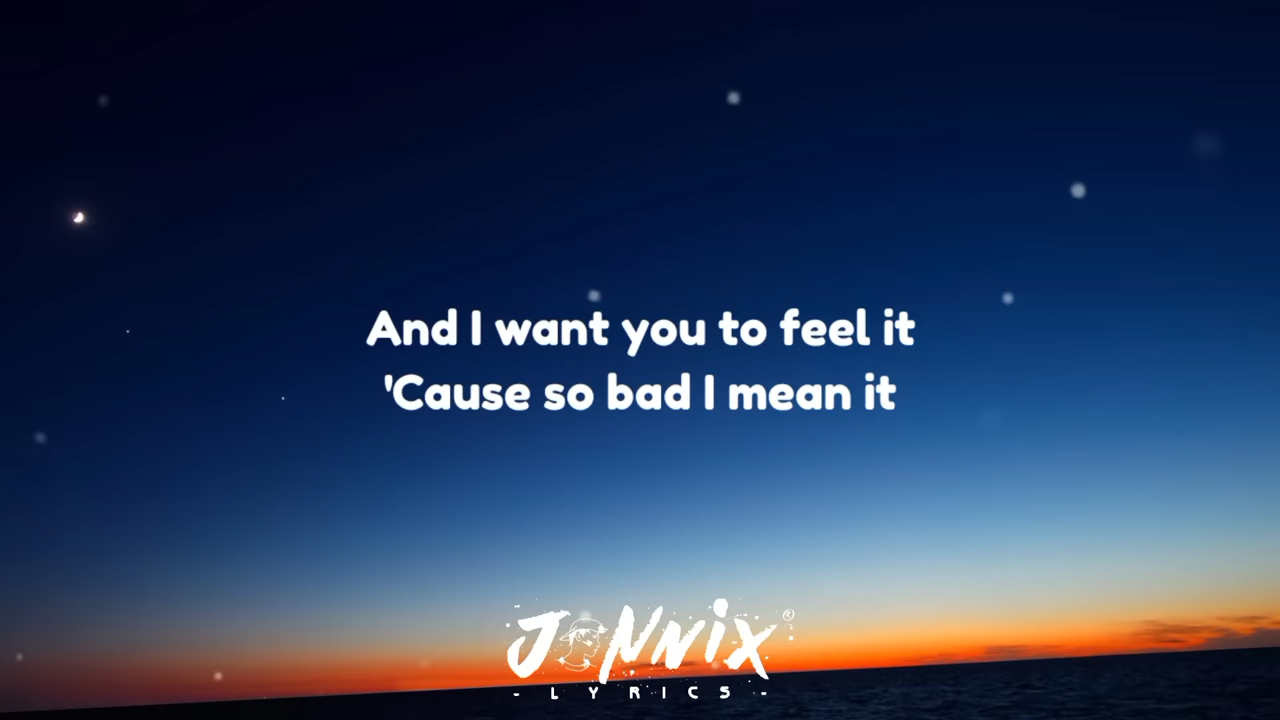 And I want you to feel it
'Cause so bad I mean it
JONNIX©
- LYRICS -